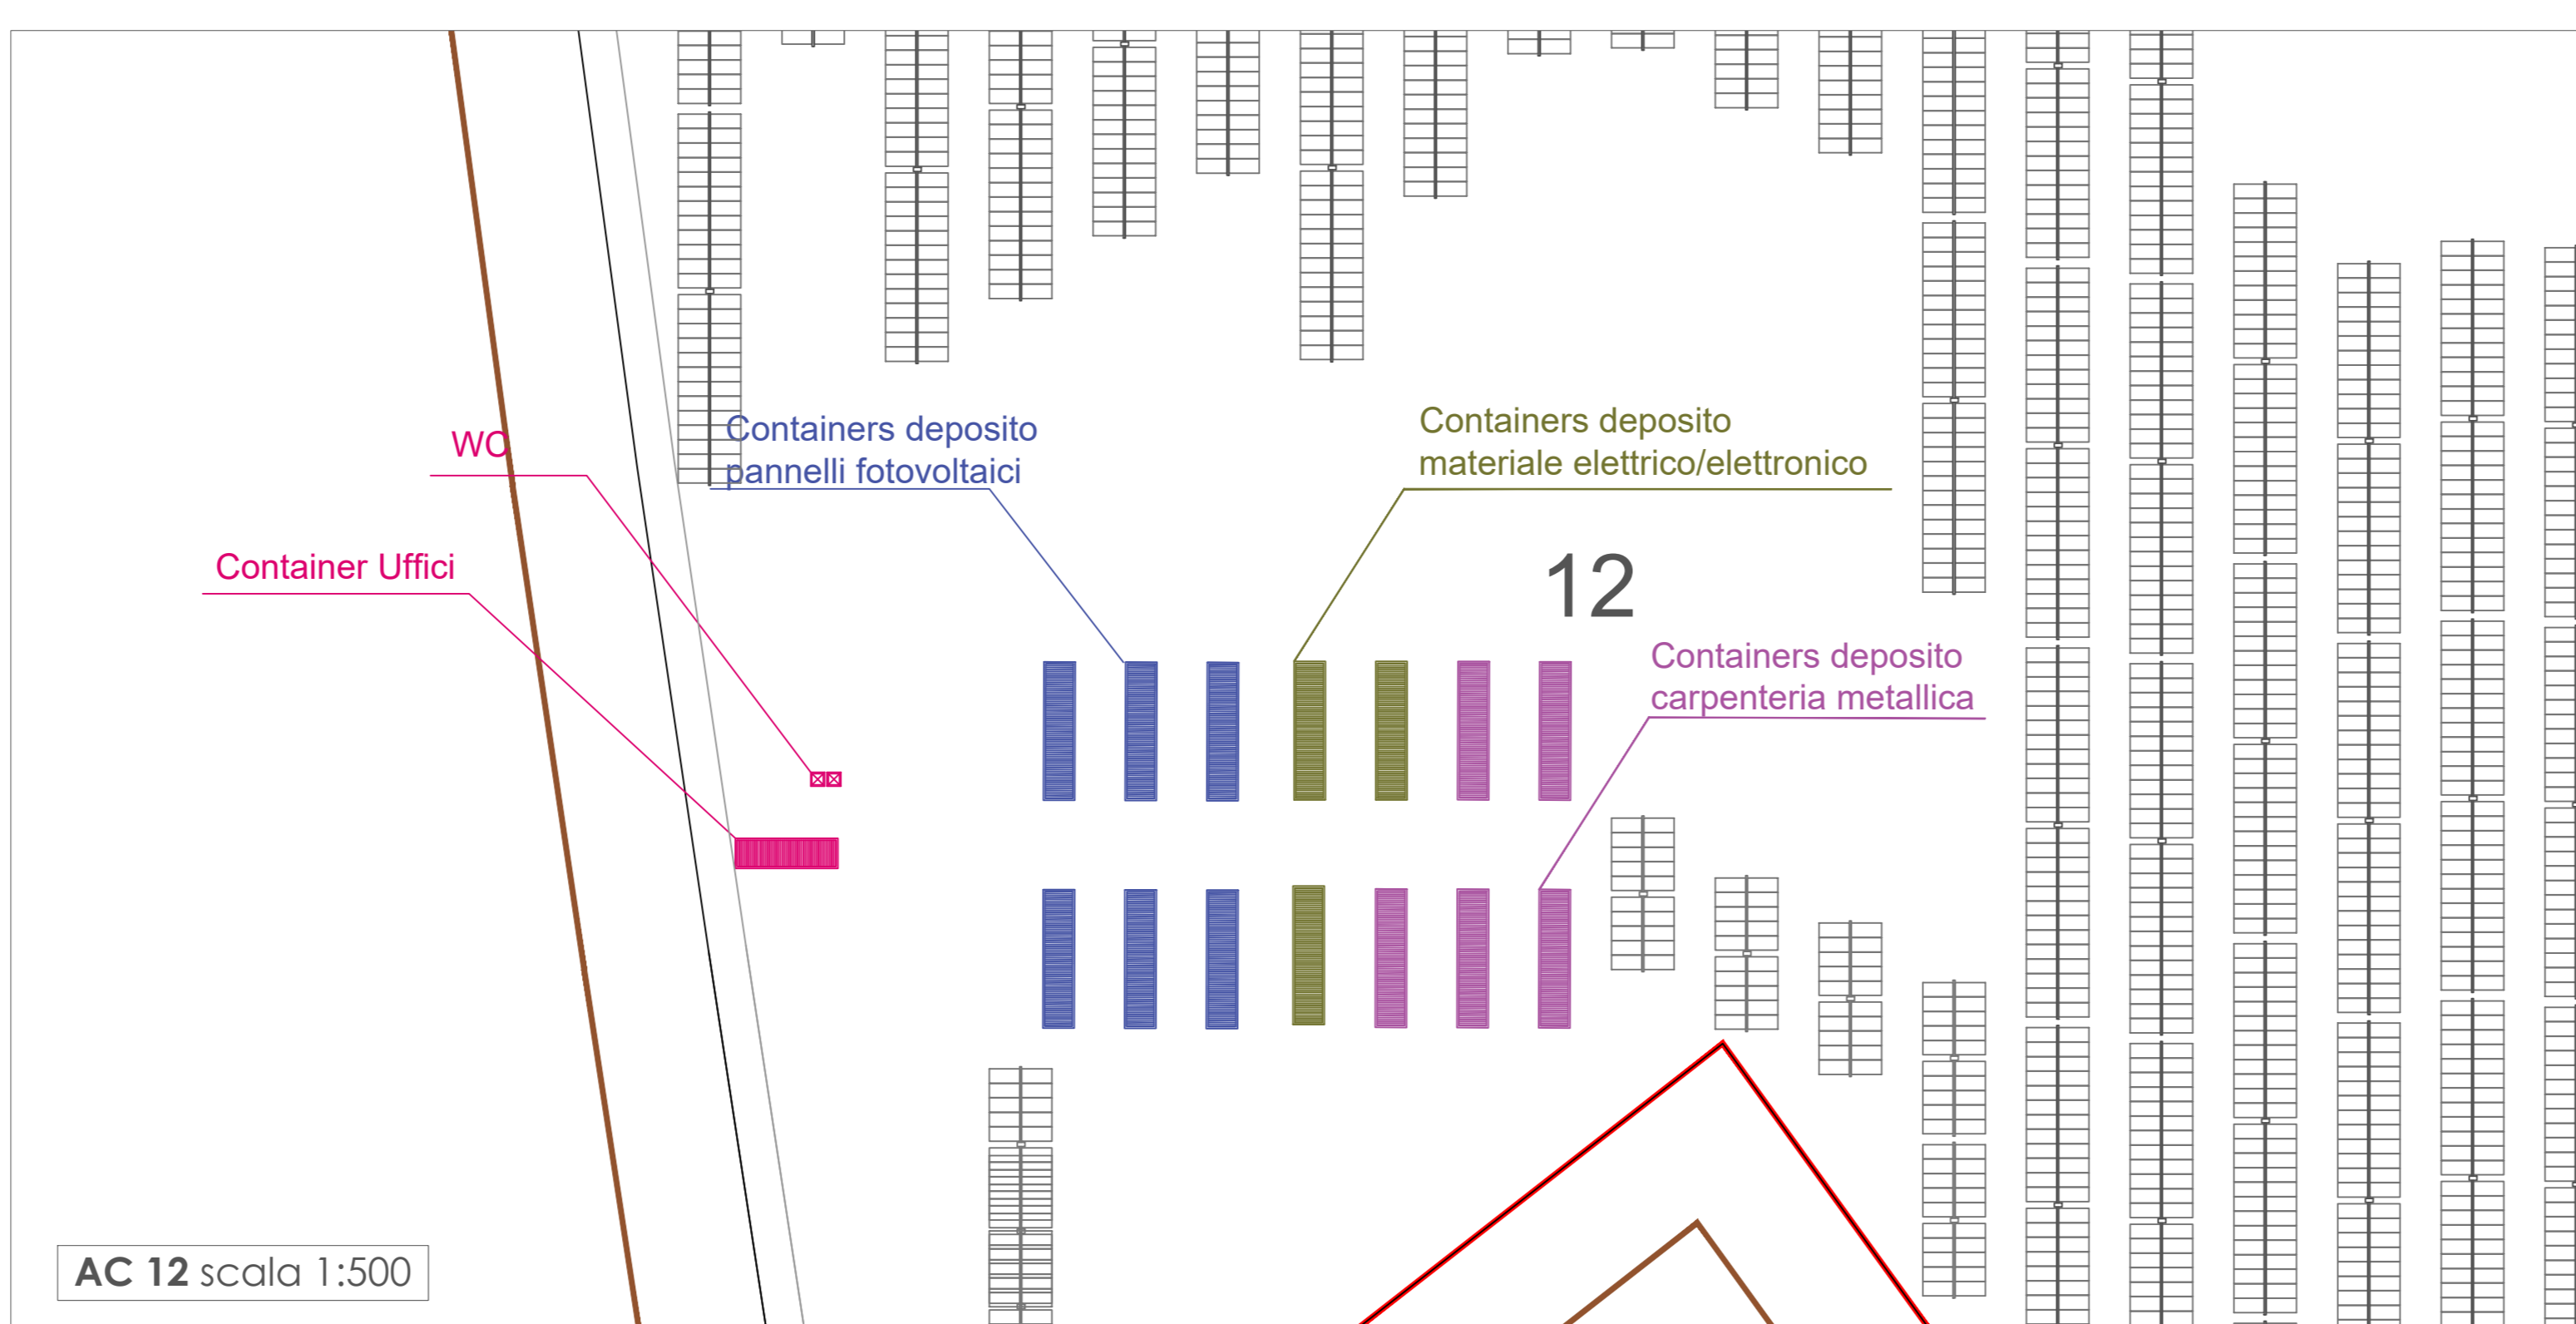 Containers deposito
materiale elettrico/elettronico
Containers deposito
pannelli fotovoltaici
WC
Container Uffici
12
Containers deposito
carpenteria metallica
AC 12 scala 1:500